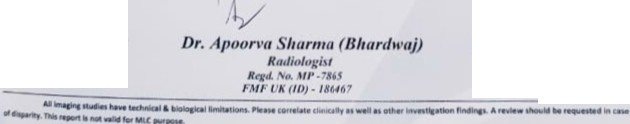 Dr. Apoorva Sharma (Bhardwaj)
Radiologist
Regd. No. MP -7865
FMF UK (ID) - 186467
All imaging studies have technical & biological limitations. Please correlate clinically as well as other investigation findings. A review should be requested in case
of disparity. This report is not valid for MLC purpose.